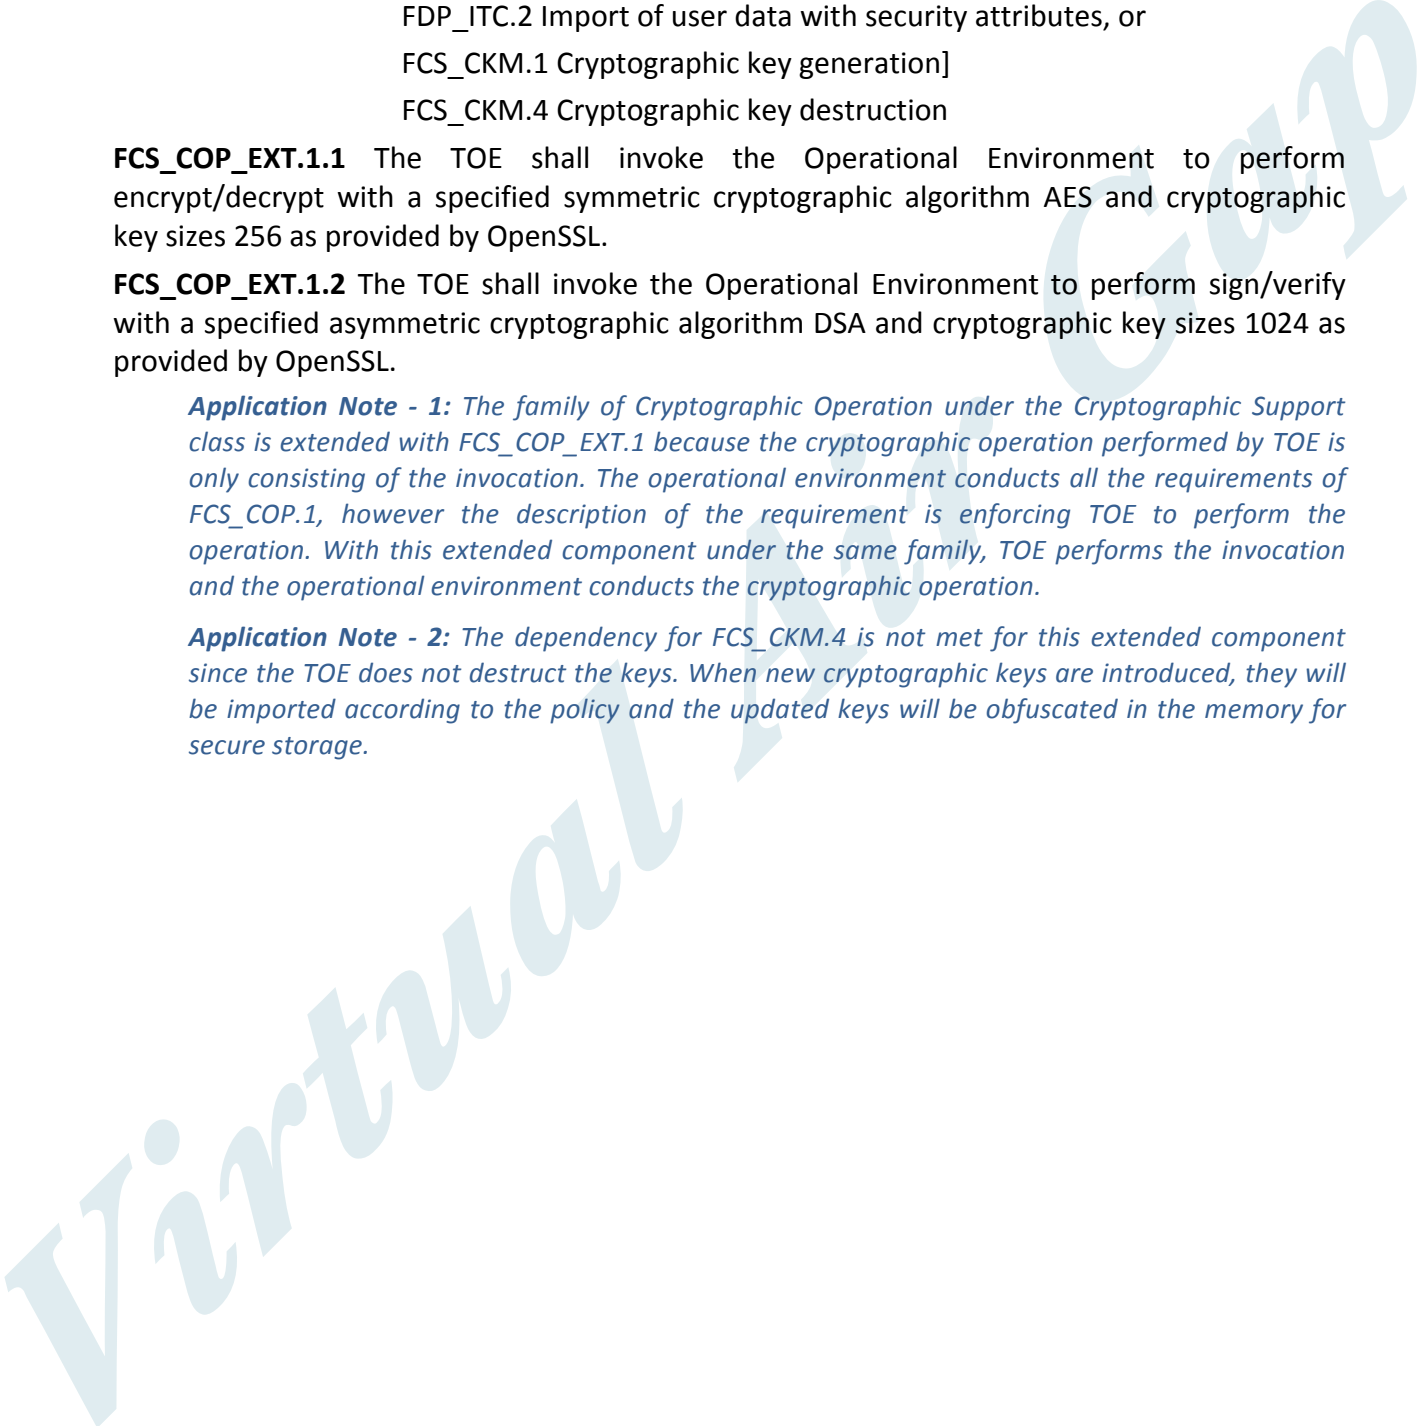 FDP_ITC.2 Import of user data with security attributes, or
FCS_CKM.1 Cryptographic key generation]
FCS_CKM.4 Cryptographic key destruction
FCS_COP_EXT.1.1 The TOE shall invoke the Operational Environment to perform
encrypt/decrypt with a specified symmetric cryptographic algorithm AES and cryptographic
key sizes 256 as provided by OpenSSL.
FCS_COP_EXT.1.2 The TOE shall invoke the Operational Environment to perform sign/verify
with a specified asymmetric cryptographic algorithm DSA and cryptographic key sizes 1024 as
provided by OpenSSL.
Application Note - 1: The family of Cryptographic Operation under the Cryptographic Support
class is extended with FCS_COP_EXT.1 because the cryptographic operation performed by TOE is
only consisting of the invocation. The operational environment conducts all the requirements of
FCS_COP.1, however the description of the requirement is enforcing TOE to perform the
operation. With this extended component under the same family, TOE performs the invocation
and the operational environment conducts the cryptographic operation.
Application Note - 2: The dependency for FCS_CKM.4 is not met for this extended component
since the TOE does not destruct the keys. When new cryptographic keys are introduced, they will
be imported according to the policy and the updated keys will be obfuscated in the memory for
secure storage.
Virtual Air Gap